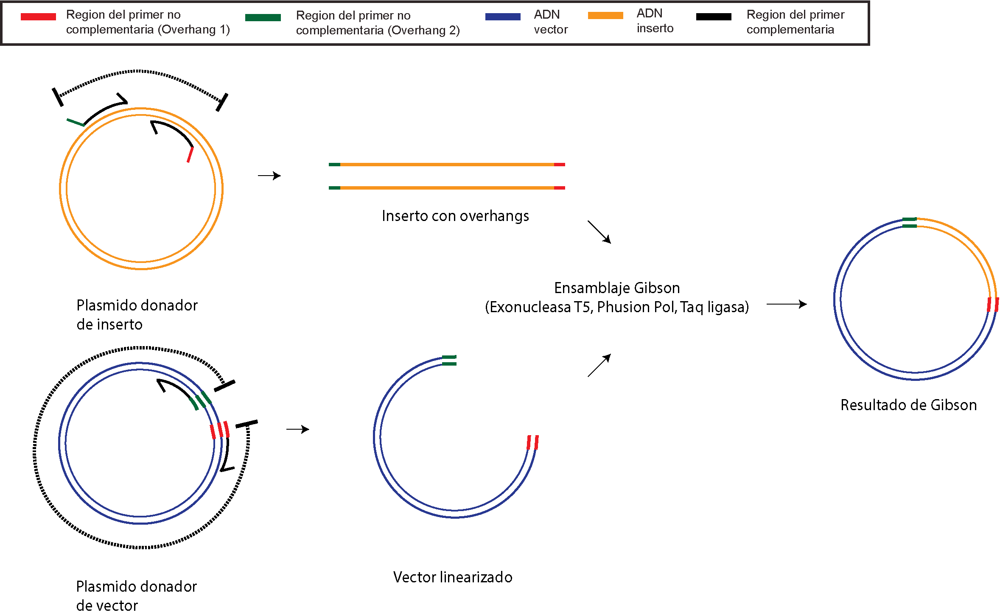 Region del primer no
complementaria (Overhang 1)
Region del primer no
complementaria (Overhang 2)
ADN
vector
ADN
inserto
Region del primer
complementaria
Inserto con overhangs
Plasmido donador
de inserto
Ensamblaje Gibson
(Exonucleasa T5, Phusion Pol, Taq ligasa)
Resultado de Gibson
Vector linearizado
Plasmido donador
de vector